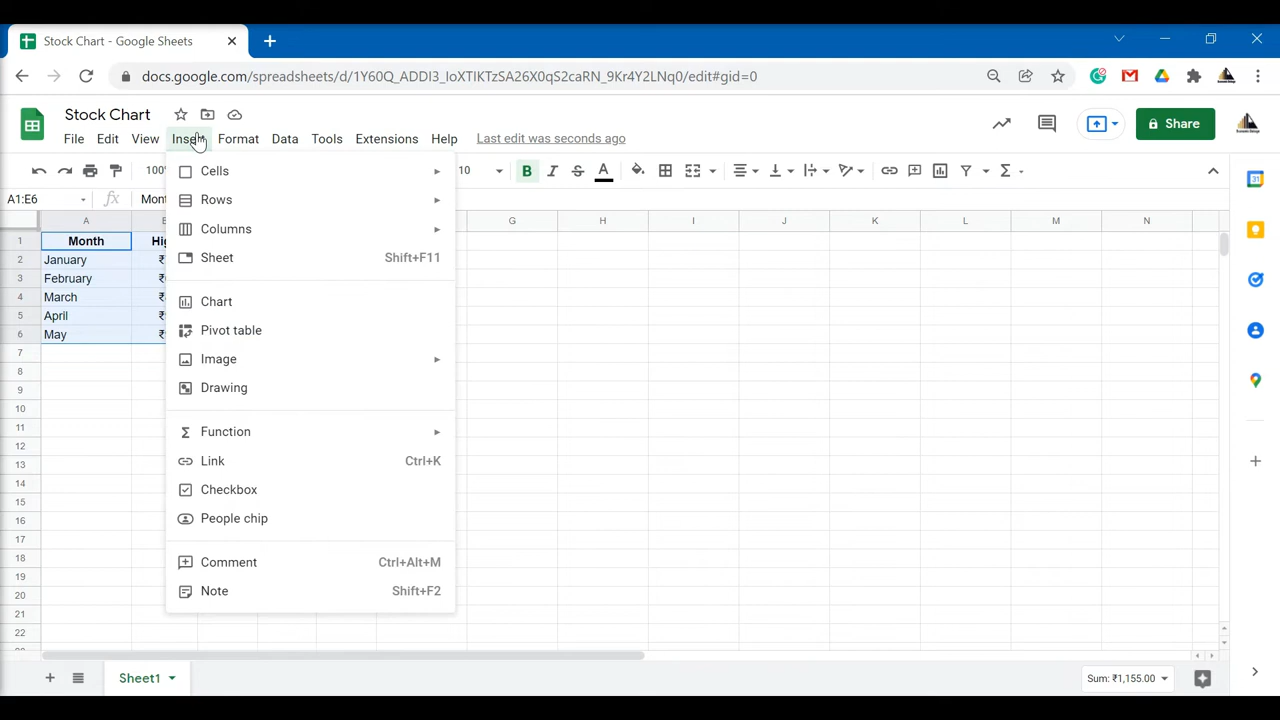 Stock Chart - Google Sheets
docs.google.com/spreadsheets/d/1Y60Q_ADDI3_IoXTIKTzSA26X0qS2caRN_9Kr4Y2LNq0/edit#gid=0
Stock Chart
File Edit View Insert Format Data Tools Extensions Help Last edit was seconds ago
Share
100% 10 B I S A
A1:E6 fx Mont
A G H I J K L M N
1 Month
2 January
3 February
4 March
5 April
6 May
7
8
9
10
11
12
13
14
15
16
17
18
19
20
21
22
Cells
Rows
Columns
Sheet Shift+F11
Chart
Pivot table
Image
Drawing
Function
Link Ctrl+K
Checkbox
People chip
Comment Ctrl+Alt+M
Note Shift+F2
Sheet1
Sum: ₹1,155.00